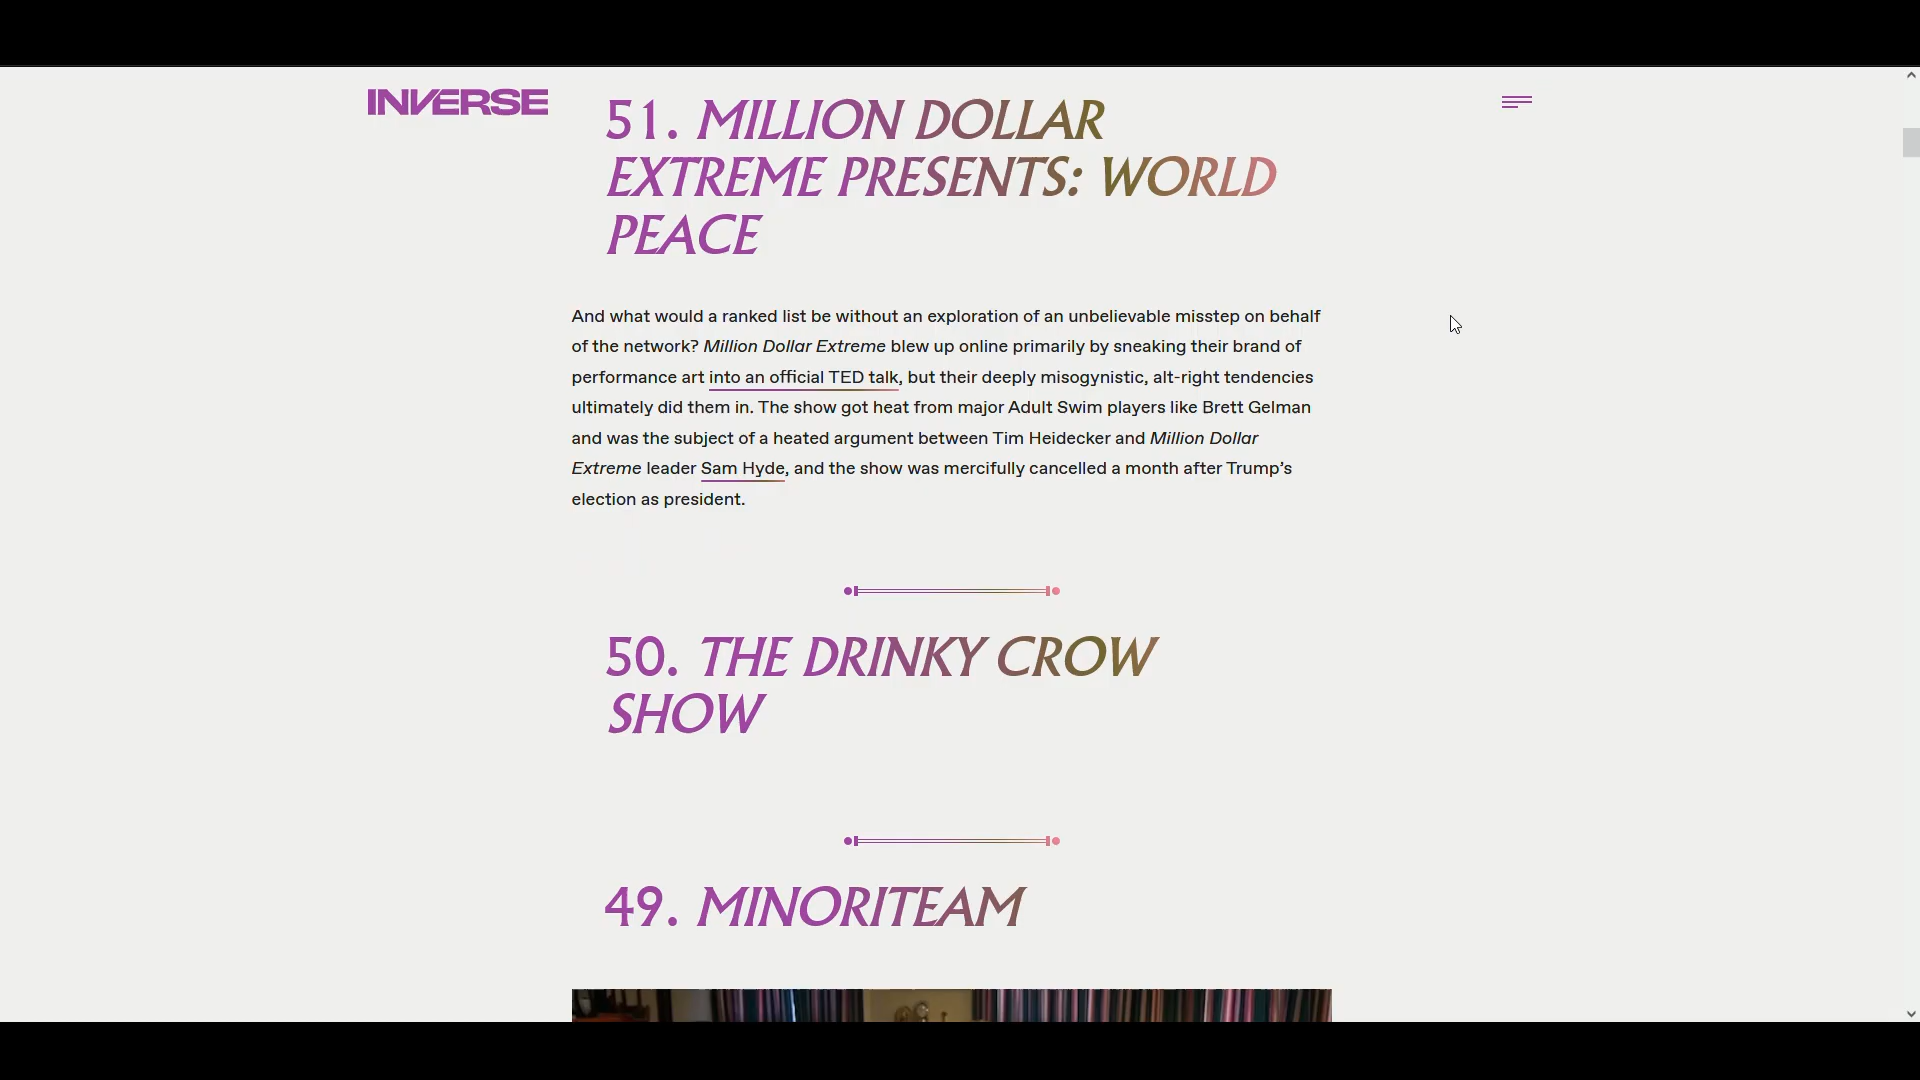 INVERSE
51. MILLION DOLLAR
EXTREME PRESENTS: WORLD
PEACE
And what would a ranked list be without an exploration of an unbelievable misstep on behalf
of the network? Million Dollar Extreme blew up online primarily by sneaking their brand of
performance art into an official TED talk, but their deeply misogynistic, alt-right tendencies
ultimately did them in. The show got heat from major Adult Swim players like Brett Gelman
and was the subject of a heated argument between Tim Heidecker and Million Dollar
Extreme leader Sam Hyde, and the show was mercifully cancelled a month after Trump’s
election as president.
50. THE DRINKY CROW
SHOW
49. MINORITEAM